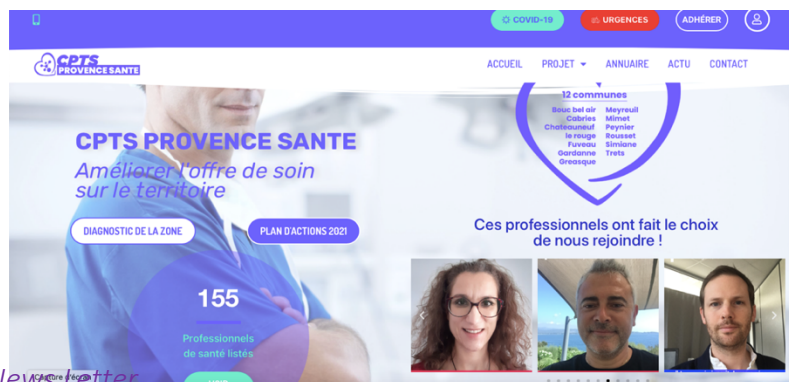 COVID-19
URGENCES
ADHÉRER
CPTS
PROVENCE SANTE
ACCUEIL
PROJET
ANNUAIRE
ACTU
CONTACT
CPTS PROVENCE SANTE
Améliorer l'offre de soin
sur le territoire
DIAGNOSTIC DE LA ZONE
PLAN D'ACTIONS 2021
155
Professionnels
de santé listés
VOIR
12 communes
Bouc bel air Meyreuil
Cabries Mimet
Chateauneuf Peynier
le rouge Rousset
Fuveau Simiane
Gardanne Trets
Greasque
Ces professionnels ont fait le choix
de nous rejoindre !